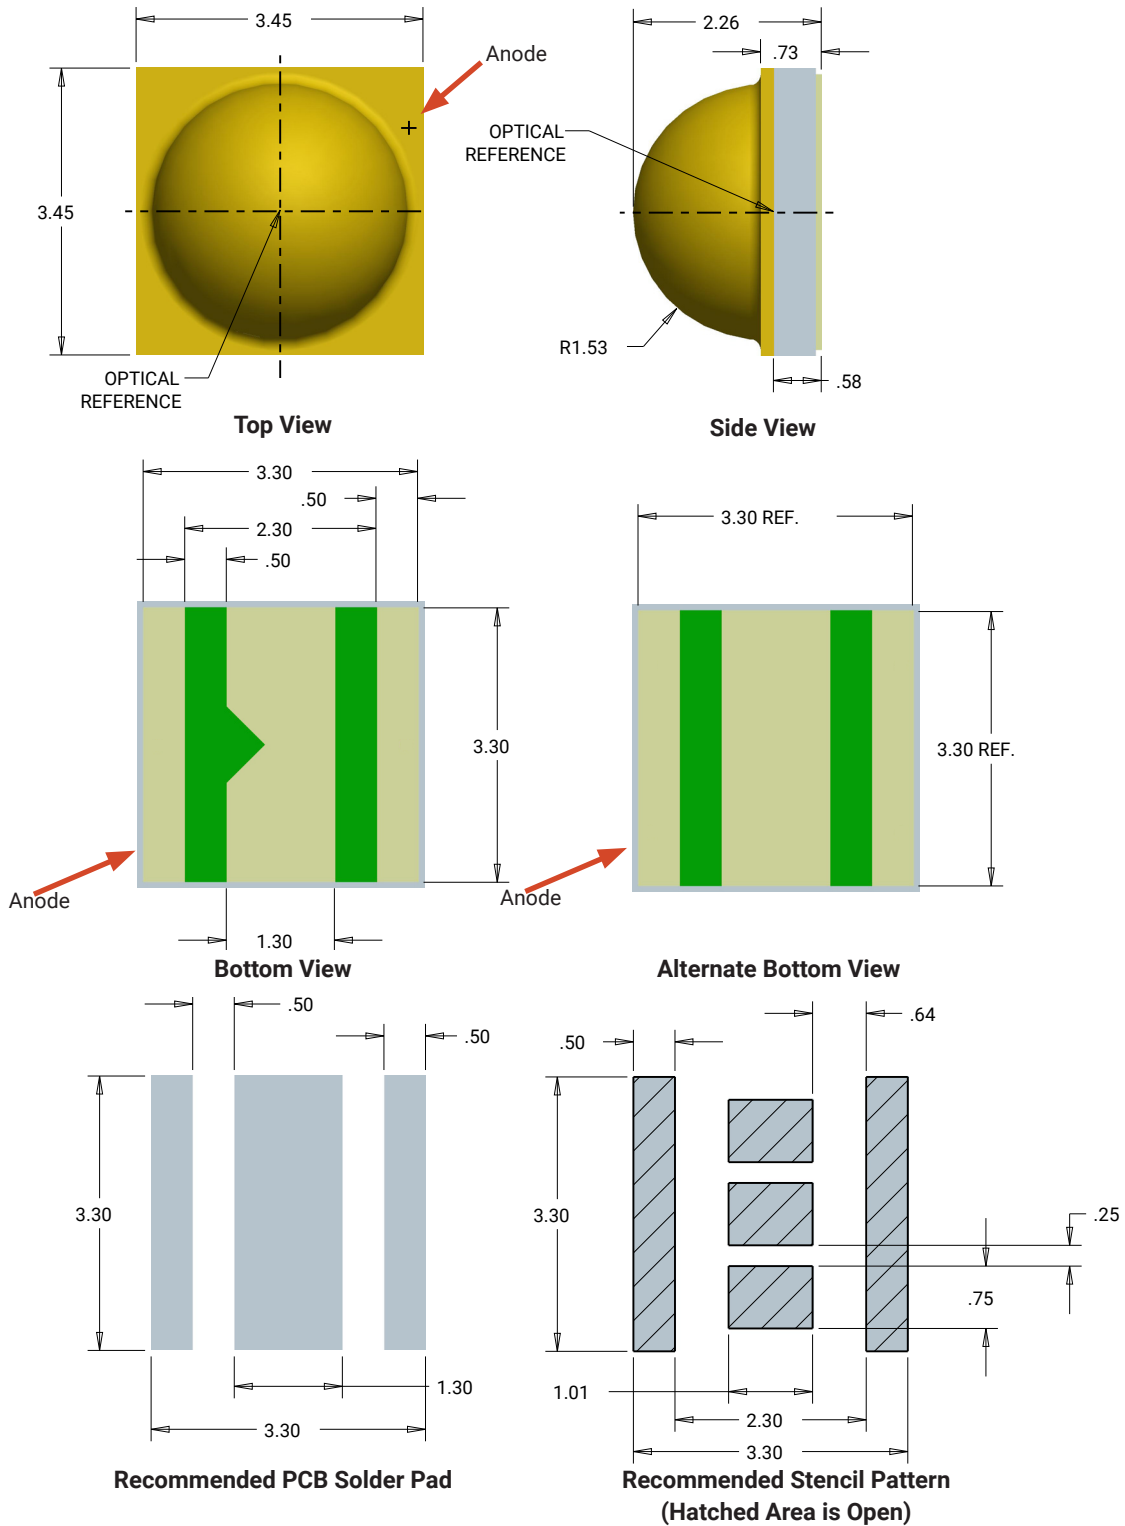 3.45
Anode
+
3.45
OPTICAL
REFERENCE
Top View
2.26
.73
OPTICAL
REFERENCE
R1.53
.58
Side View
3.30
.50
2.30
.50
3.30
Anode
1.30
Bottom View
3.30 REF.
3.30 REF.
Anode
Alternate Bottom View
.50
.50
3.30
1.30
3.30
Recommended PCB Solder Pad
.64
.50
3.30
.25
.75
1.01
2.30
3.30
Recommended Stencil Pattern
(Hatched Area is Open)